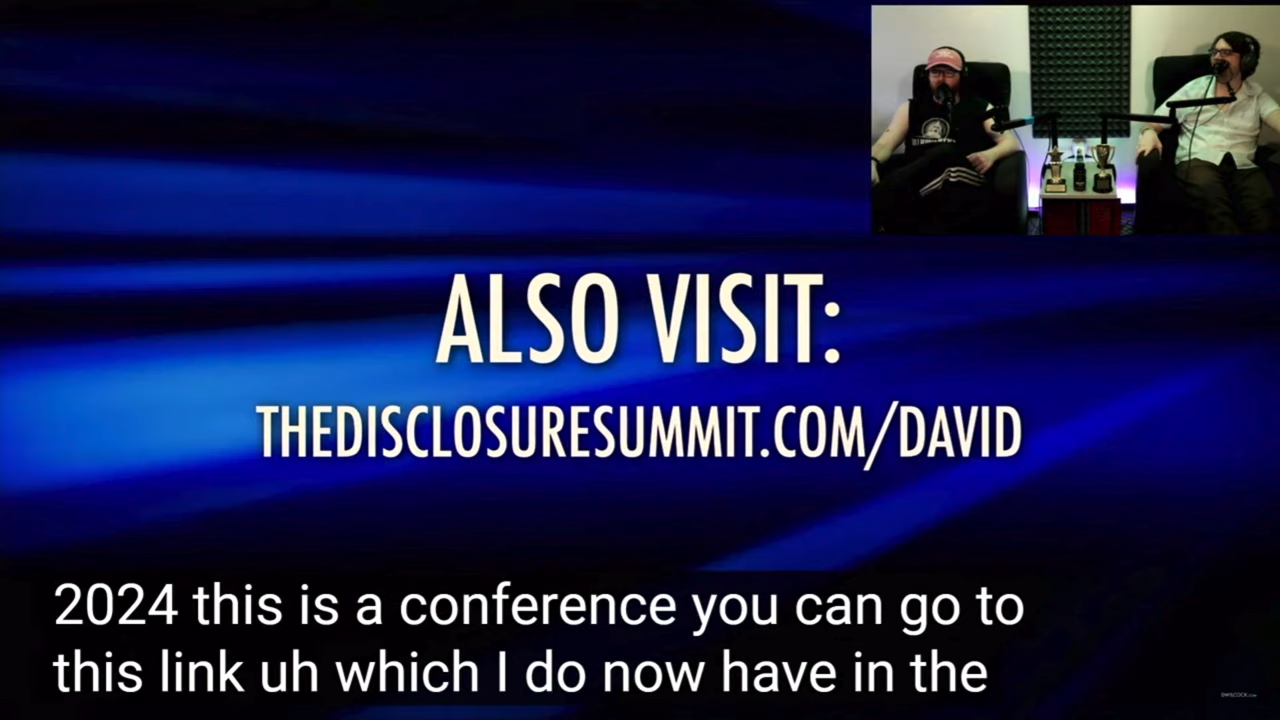 ALSO VISIT:
THEDISCLOSURESUMMIT.COM/DAVID
2024 this is a conference you can go to
this link uh which I do now have in the